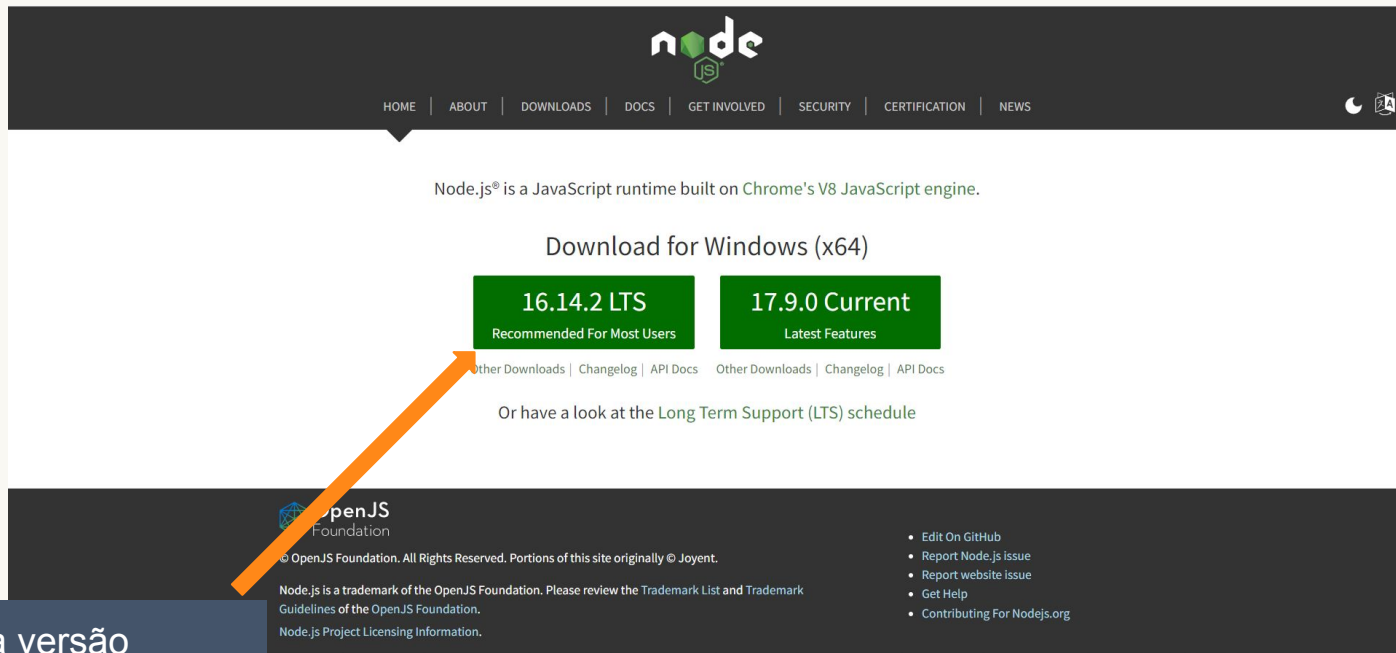 node
JS
HOME | ABOUT | DOWNLOADS | DOCS | GET INVOLVED | SECURITY | CERTIFICATION | NEWS
Node.js® is a JavaScript runtime built on Chrome's V8 JavaScript engine.
Download for Windows (x64)
16.14.2 LTS
Recommended For Most Users
17.9.0 Current
Latest Features
Other Downloads | Changelog | API Docs
Other Downloads | Changelog | API Docs
Or have a look at the Long Term Support (LTS) schedule
OpenJS
Foundation
© OpenJS Foundation. All Rights Reserved. Portions of this site originally © Joyent.
Node.js is a trademark of the OpenJS Foundation. Please review the Trademark List and Trademark
Guidelines of the OpenJS Foundation.
Node.js Project Licensing Information.
Edit On GitHub
Report Node.js issue
Report website issue
Get Help
Contributing For Nodejs.org
versão